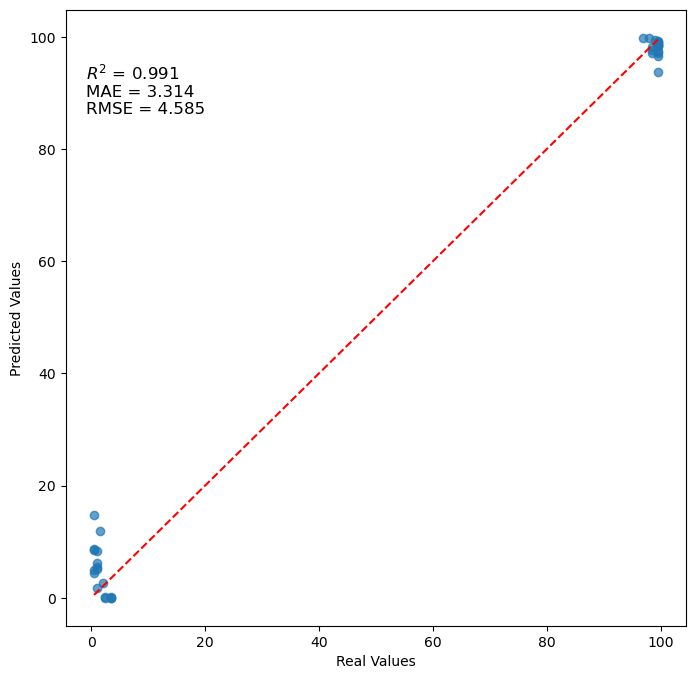 100
80
60
40
20
0
Predicted Values
R² = 0.991
MAE = 3.314
RMSE = 4.585
0
20
40
60
80
100
Real Values